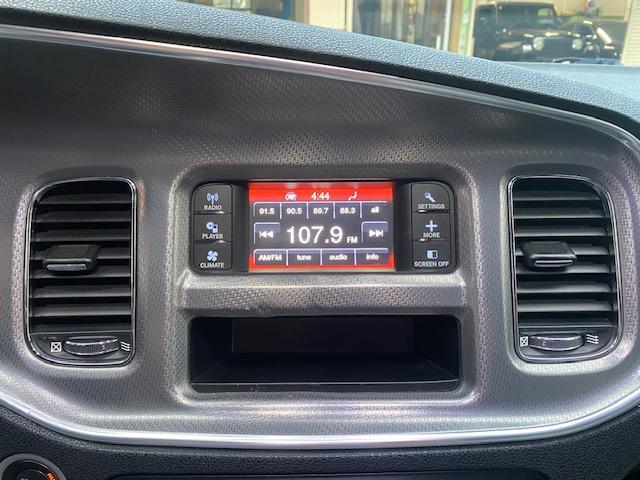 4:44
RADIO
91.5 90.5 89.7 88.3 all
SETTINGS
PLAYER
107.9 FM
MORE
CLIMATE
AM/FM tune audio info
SCREEN OFF